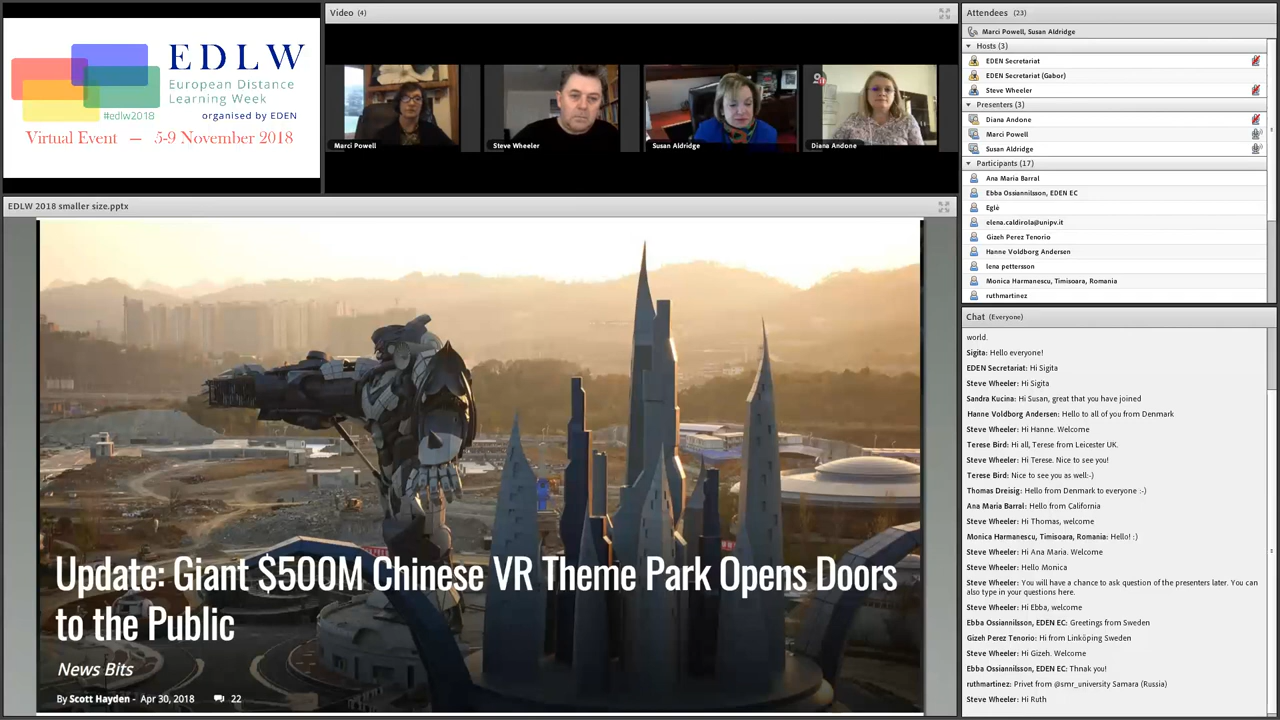 EDLW
European Distance
Learning Week
#edlw2018
organised by EDEN
Virtual Event — 5-9 November 2018
Video (4)
Marci Powell
Steve Wheeler
Susan Aldridge
Diana Andone
EDLW 2018 smaller size.pptx
Update: Giant $500M Chinese VR Theme Park Opens Doors
to the Public
News Bits
By Scott Hayden - Apr 30, 2018 22
Attendees (23)
Marci Powell, Susan Aldridge
Hosts (3)
EDEN Secretariat
EDEN Secretariat (Gabor)
Steve Wheeler
Presenters (3)
Diana Andone
Marci Powell
Susan Aldridge
Participants (17)
Ana Maria Barral
Ebba Ossiannilsson, EDEN EC
Eglė
elena.caldirola@unipv.it
Gizeh Perez Tenorio
Hanne Voldborg Andersen
lena pettersson
Monica Harmanescu, Timisoara, Romania
ruthmartinez
Chat (Everyone)
world.
Sigita: Hello everyone!
EDEN Secretariat: Hi Sigita
Steve Wheeler: Hi Sigita
Sandra Kucina: Hi Susan, great that you have joined
Hanne Voldborg Andersen: Hello to all of you from Denmark
Steve Wheeler: Hi Hanne. Welcome
Terese Bird: Hi all, Terese from Leicester UK.
Steve Wheeler: Hi Terese. Nice to see you!
Terese Bird: Nice to see you as well:-)
Thomas Dreisig: Hello from Denmark to everyone :-)
Ana Maria Barral: Hello from California
Steve Wheeler: Hi Thomas, welcome
Monica Harmanescu, Timisoara, Romania: Hello! :)
Steve Wheeler: Hi Ana Maria. Welcome
Steve Wheeler: Hello Monica
Steve Wheeler: You will have a chance to ask question of the presenters later. You can
also type in your questions here.
Steve Wheeler: Hi Ebba, welcome
Ebba Ossiannilsson, EDEN EC: Greetings from Sweden
Gizeh Perez Tenorio: Hi from Linköping Sweden
Steve Wheeler: Hi Gizeh. Welcome
Ebba Ossiannilsson, EDEN EC: Thnak you!
ruthmartinez: Privet from @smr_university Samara (Russia)
Steve Wheeler: Hi Ruth